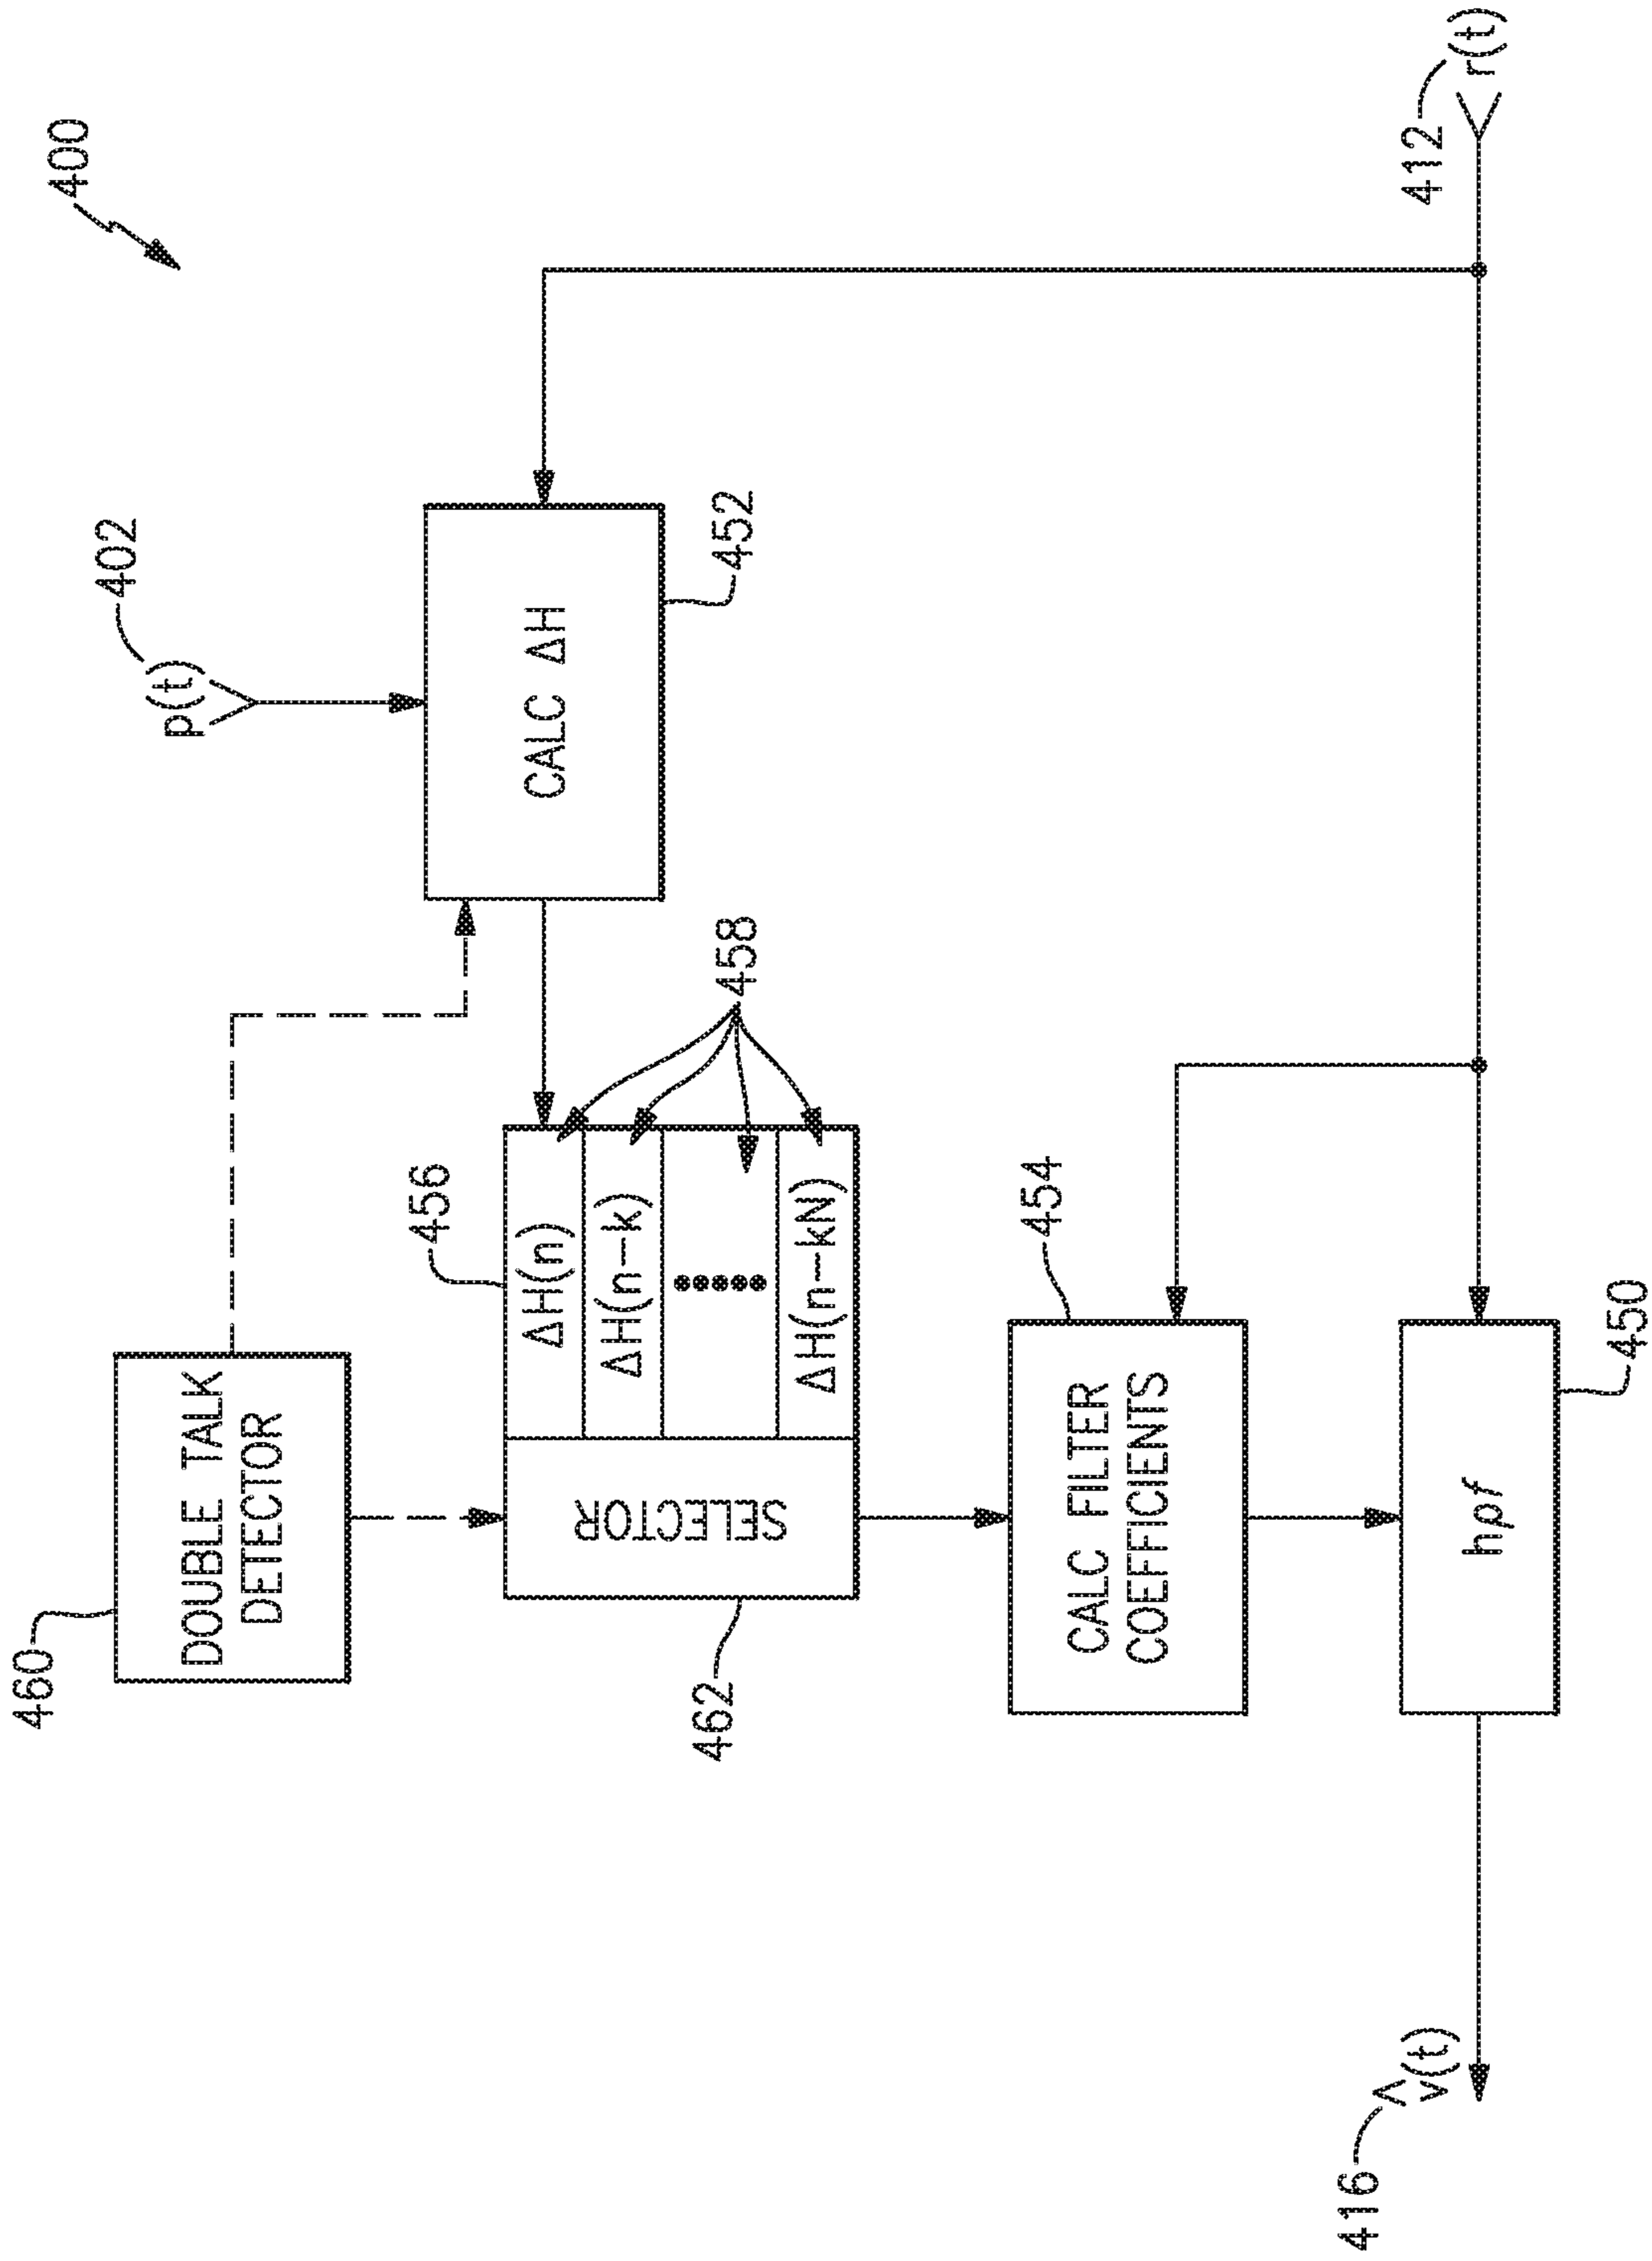 400
460
DOUBLE TALK
DETECTOR
p(t)
402
456
ΔH(n)
ΔH(n–k)
•••••
ΔH(n–kN)
SELECTOR
462
458
CALC ΔH
452
454
CALC FILTER
COEFFICIENTS
hpf
450
412
r(t)
416
v̂(t)